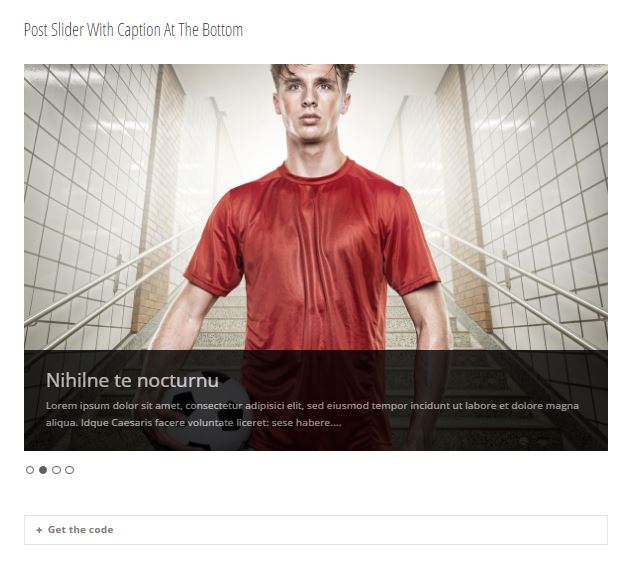 Post Slider With Caption At The Bottom
Nihilne te nocturnu
Lorem ipsum dolor sit amet, consectetur adipisici elit, sed eiusmod tempor incidunt ut labore et dolore magna
aliqua. Idque Caesaris facere voluntate liceret: sese habere....
+ Get the code